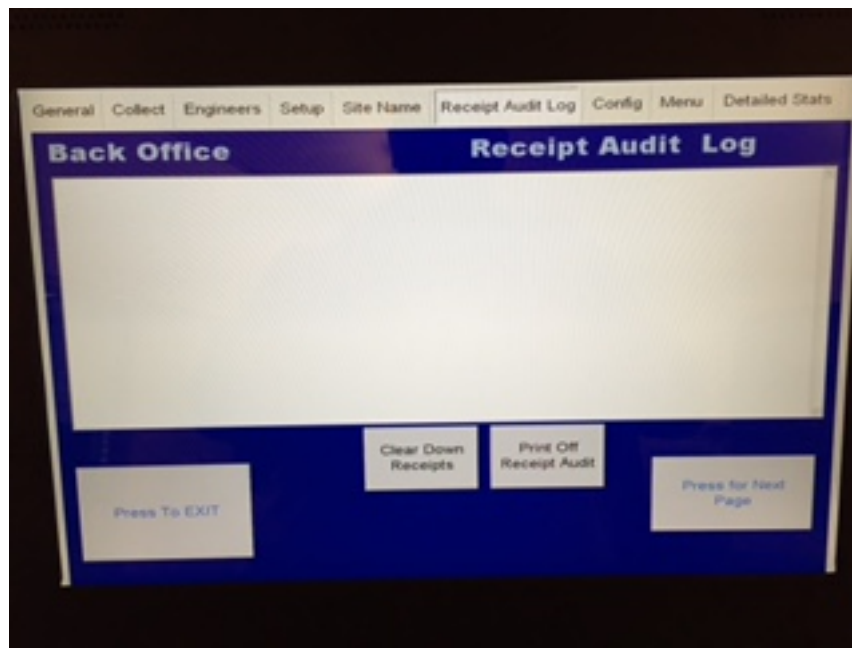 General Collect Engineers Setup Site Name Receipt Audit Log Config Menu Detailed Stats
Back Office Receipt Audit Log
Clear Down
Receipts
Print Off
Receipt Audit
Press To EXIT
Press for Next
Page